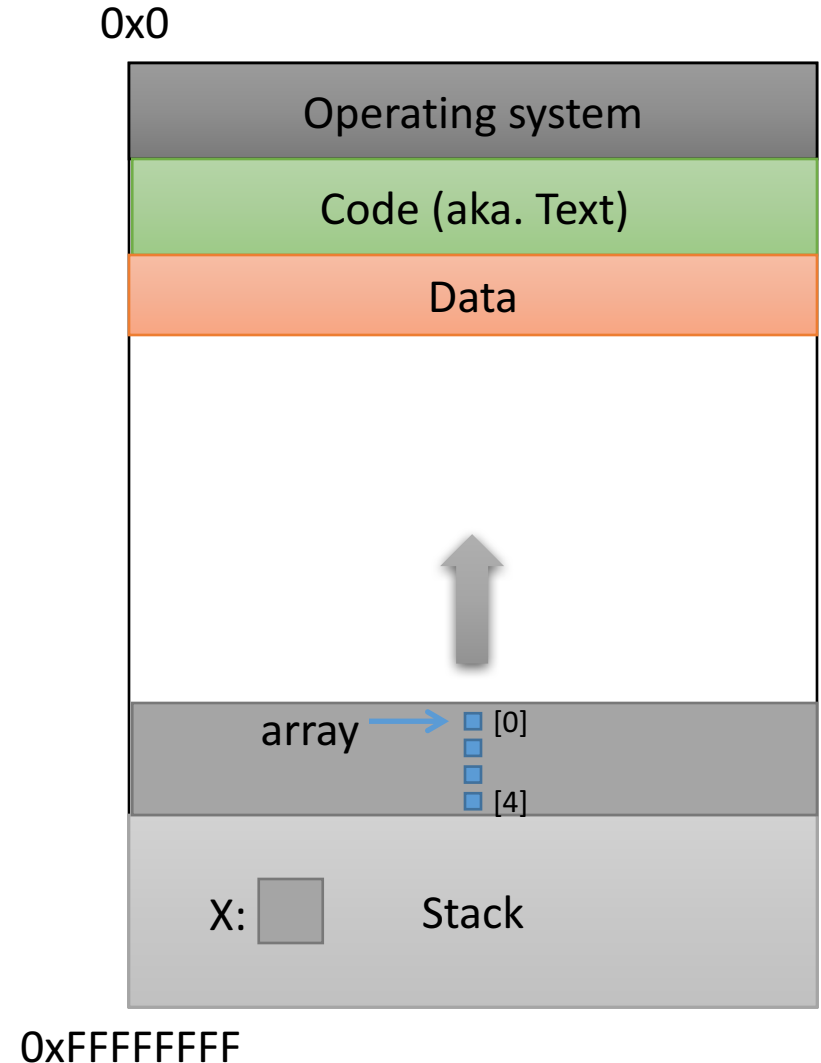 0x0
Operating system
Code (aka. Text)
Data
array [0]
[4]
X: Stack
0xFFFFFFFF